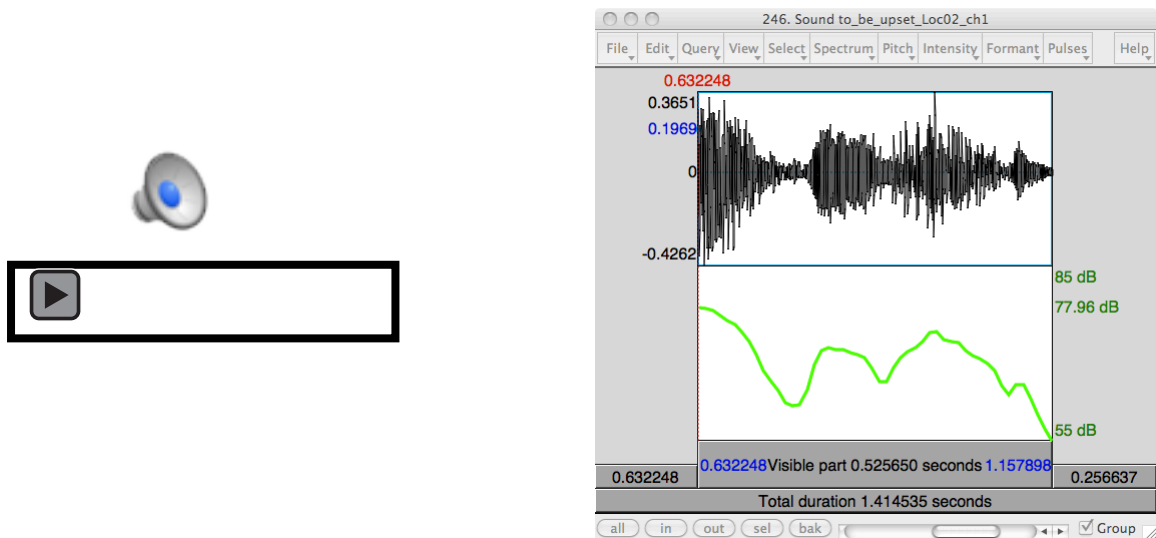 246. Sound to_be_upset_Loc02_ch1
File Edit Query View Select Spectrum Pitch Intensity Formant Pulses Help
0.632248
0.3651
0.1969
0
-0.4262
85 dB
77.96 dB
55 dB
0.632248 Visible part 0.525650 seconds 1.157898
0.632248 0.256637
Total duration 1.414535 seconds
all in out sel bak Group